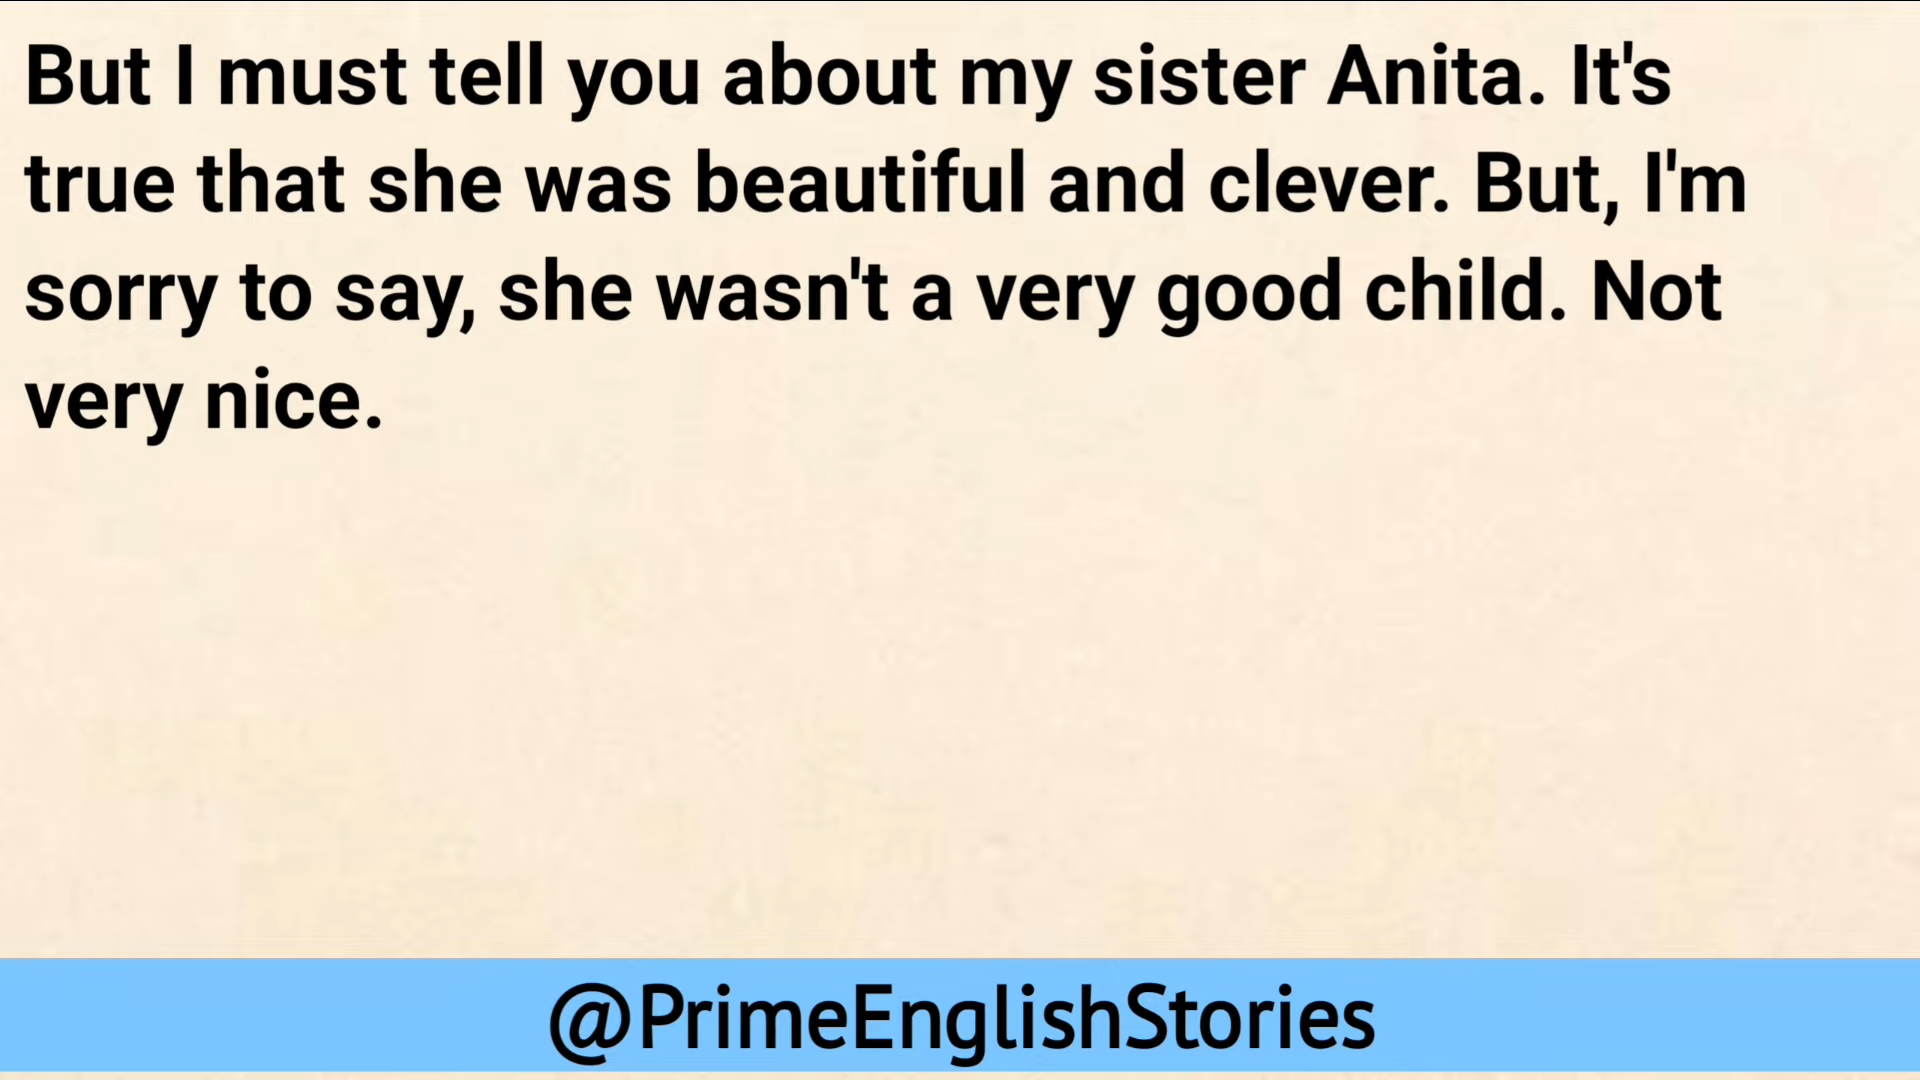 But I must tell you about my sister Anita. It's
true that she was beautiful and clever. But, I'm
sorry to say, she wasn't a very good child. Not
very nice.
@PrimeEnglishStories